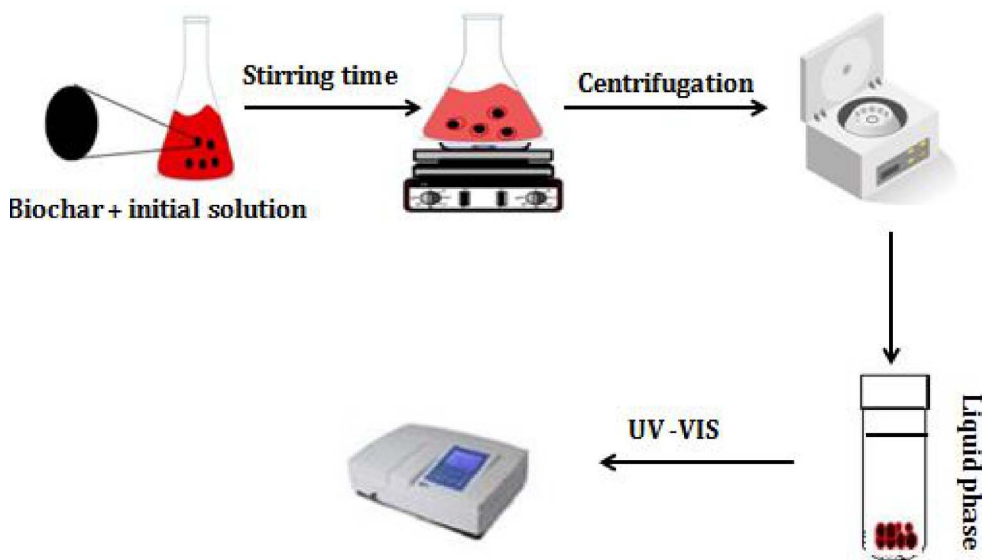 Stirring time
Centrifugation
Biochar + initial solution
Liquid phase
UV -VIS